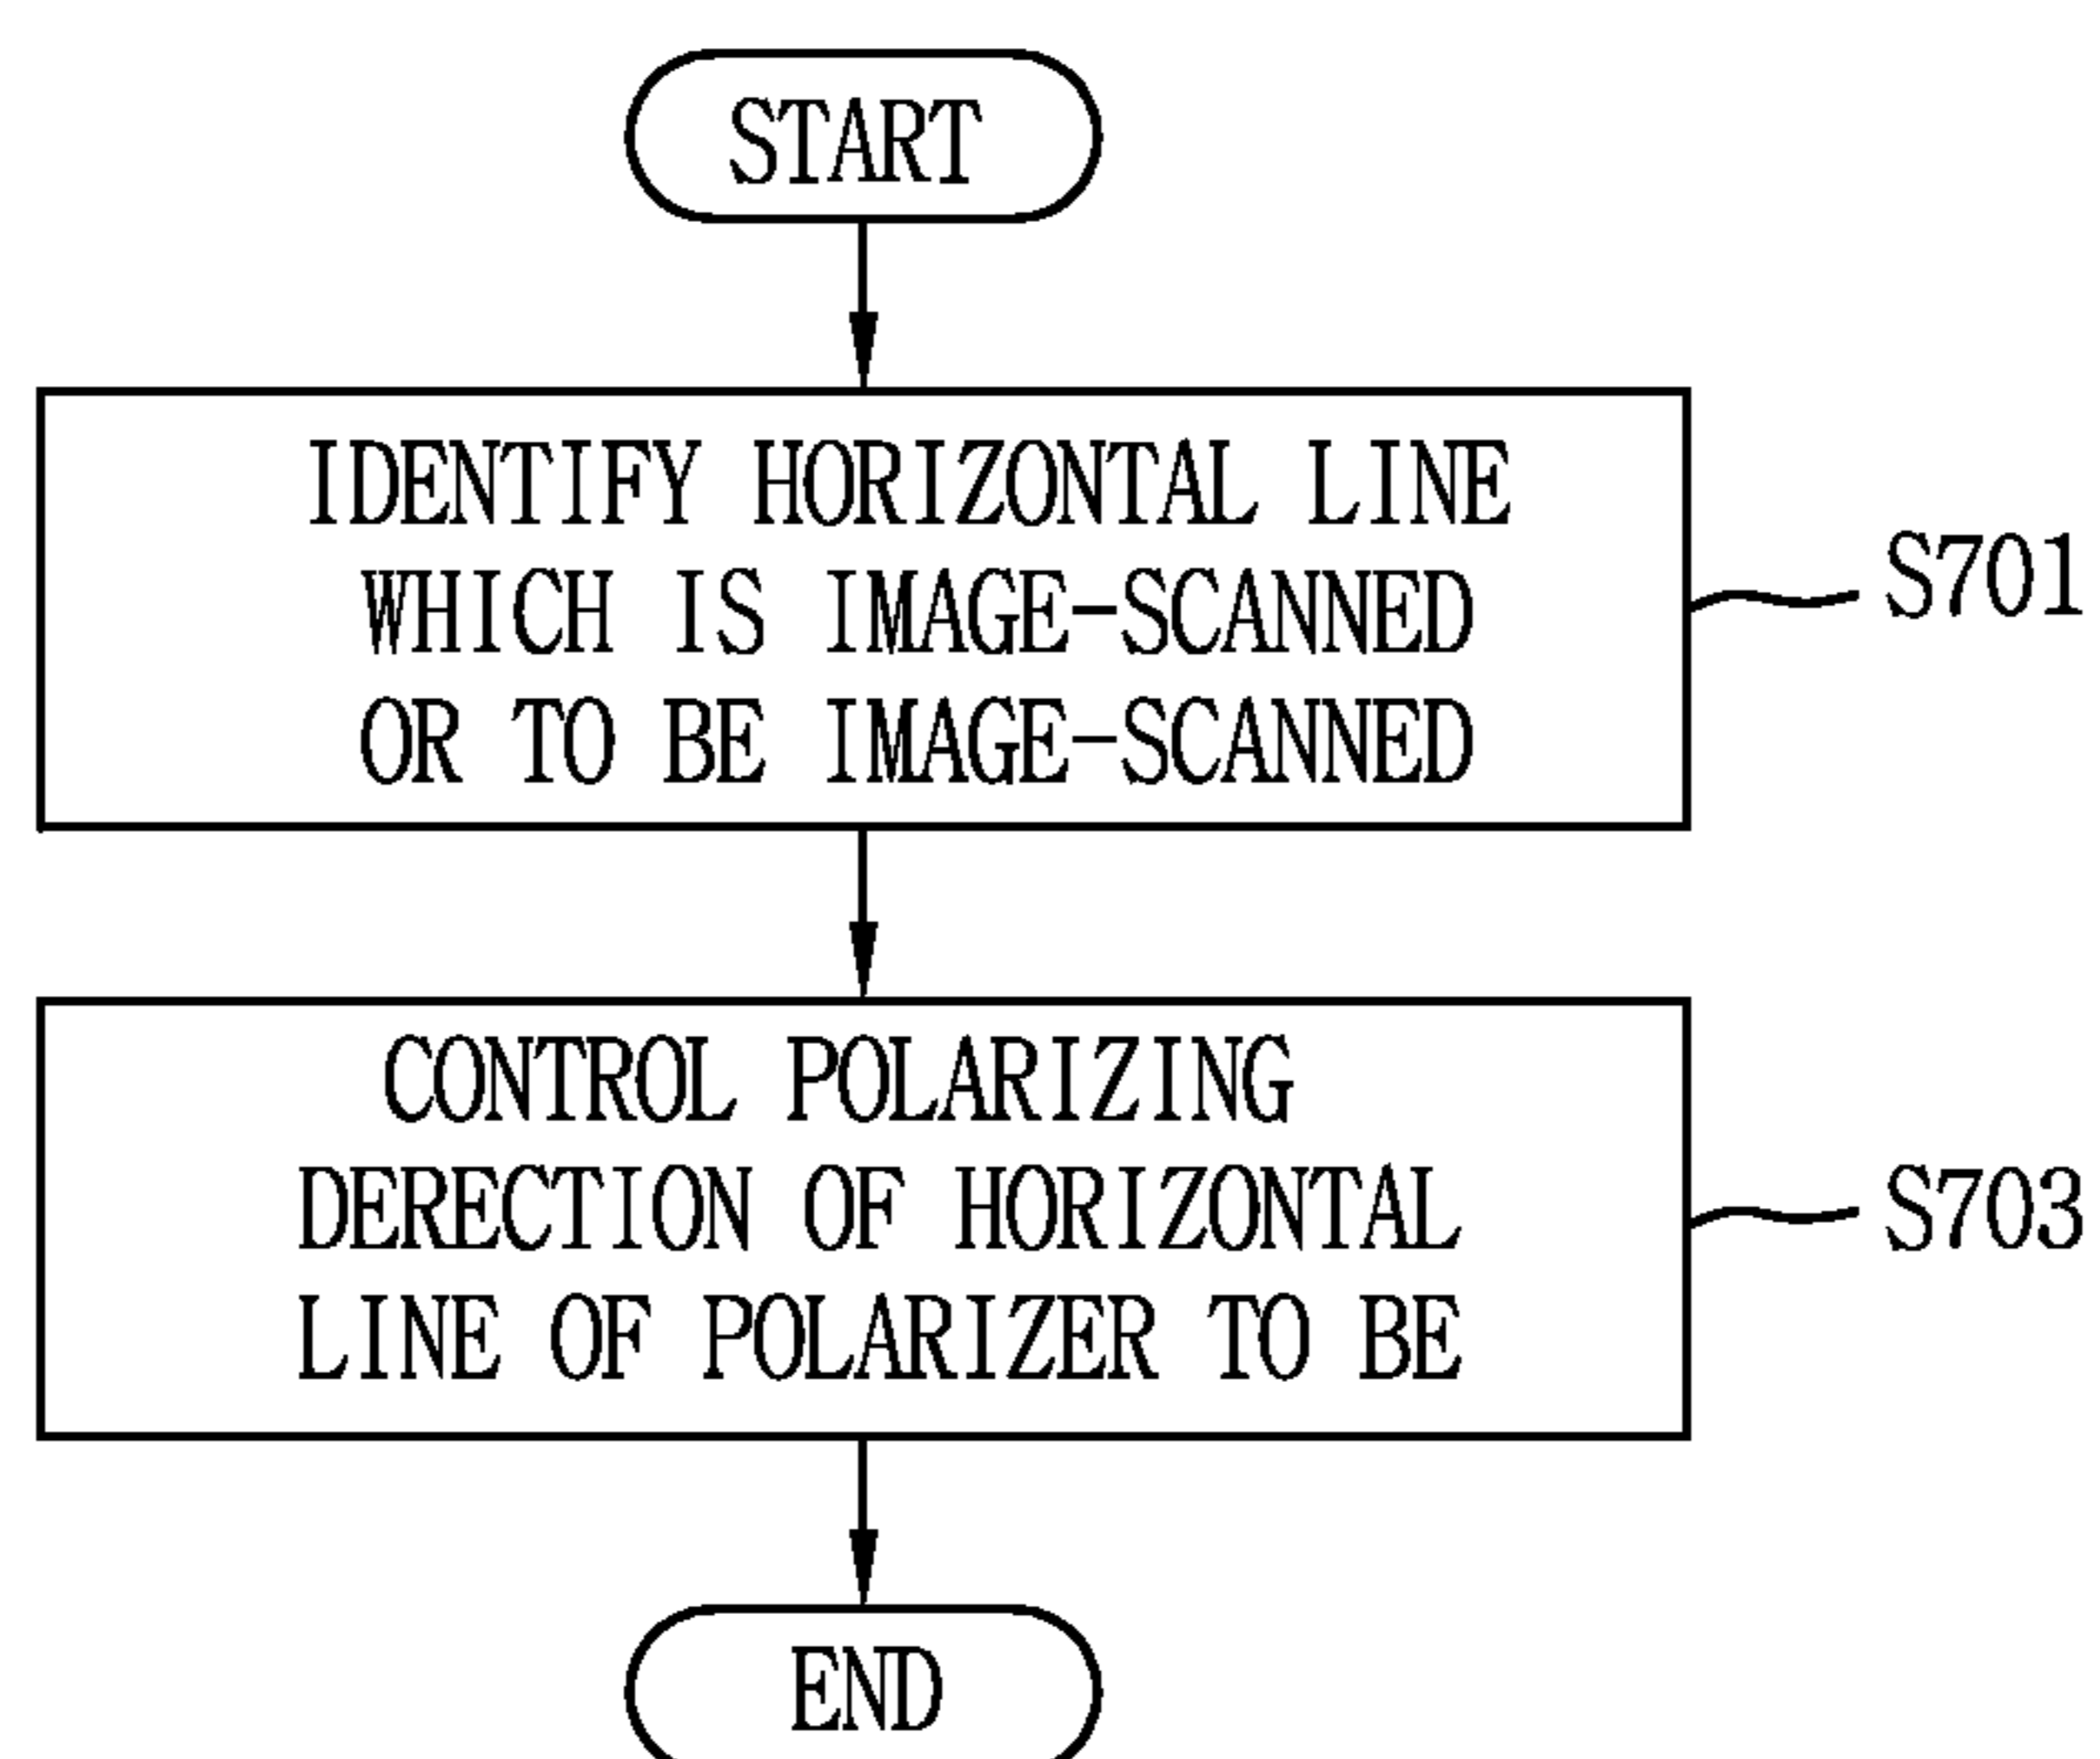 START
IDENTIFY HORIZONTAL LINE
WHICH IS IMAGE-SCANNED
OR TO BE IMAGE-SCANNED
S701
CONTROL POLARIZING
DERECTION OF HORIZONTAL
LINE OF POLARIZER TO BE
S703
END